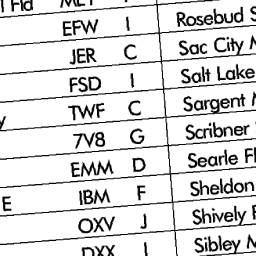 Fld MLT
EFW I Rosebud S
JER C Sac City M
FSD I Salt Lake
TWF C Sargent M
7V8 G Scribner
EMM D Searle Fl
E IBM F Sheldon
OXV J Shively F
DXX I Sibley M